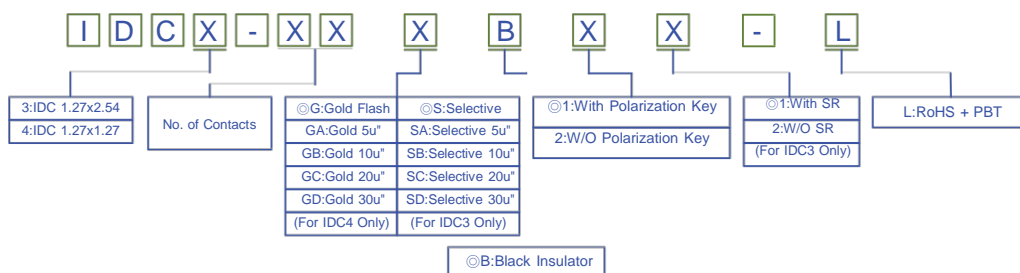 IDCX-XX X B X X - L
3:IDC 1.27x2.54
4:IDC 1.27x1.27
No. of Contacts
◎G:Gold Flash ◎S:Selective
GA:Gold 5u" SA:Selective 5u"
GB:Gold 10u" SB:Selective 10u"
GC:Gold 20u" SC:Selective 20u"
GD:Gold 30u" SD:Selective 30u"
(For IDC4 Only) (For IDC3 Only)
◎1:With Polarization Key
2:W/O Polarization Key
◎1:With SR
2:W/O SR
(For IDC3 Only)
L:RoHS + PBT
◎B:Black Insulator